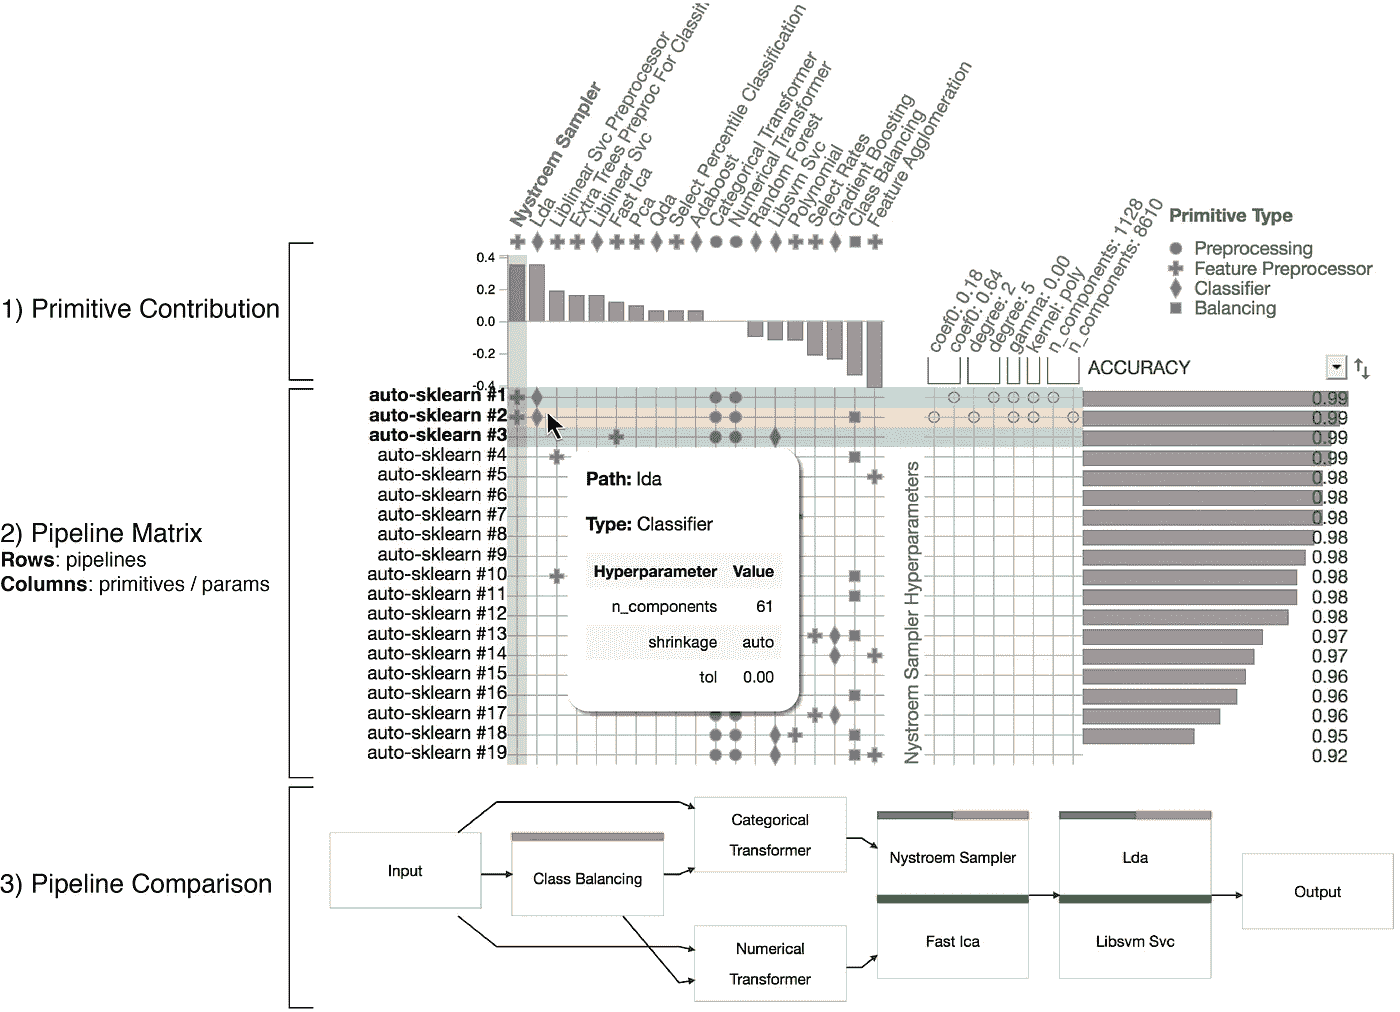 Nystroem Sampler
Lda
Liblinear Svc Preprocessor
Extra Trees Preproc For Classifi
Liblinear Svc
Fast Ica
Pca
Qda
Select Percentile Classification
Adaboost
Categorical Transformer
Numerical Transformer
Random Forest
Libsvm Svc
Polynomial
Select Rates
Gradient Boosting
Class Balancing
Feature Agglomeration
Primitive Type
Preprocessing
Feature Preprocessor
Classifier
Balancing
1) Primitive Contribution
0.4
0.2
0.0
-0.2
-0.4
coef0: 0.18
coef0: 0.64
degree: 2
degree: 5
gamma: 0.00
kernel: poly
n_components: 1128
n_components: 8610
ACCURACY
2) Pipeline Matrix
Rows: pipelines
Columns: primitives / params
auto-sklearn #1
auto-sklearn #2
auto-sklearn #3
auto-sklearn #4
auto-sklearn #5
auto-sklearn #6
auto-sklearn #7
auto-sklearn #8
auto-sklearn #9
auto-sklearn #10
auto-sklearn #11
auto-sklearn #12
auto-sklearn #13
auto-sklearn #14
auto-sklearn #15
auto-sklearn #16
auto-sklearn #17
auto-sklearn #18
auto-sklearn #19
Path: lda
Type: Classifier
Hyperparameter Value
n_components 61
shrinkage auto
tol 0.00
Nystroem Sampler Hyperparameters
0.99
0.99
0.99
0.99
0.98
0.98
0.98
0.98
0.98
0.98
0.98
0.98
0.97
0.97
0.96
0.96
0.96
0.95
0.92
3) Pipeline Comparison
Input
Class Balancing
Categorical
Transformer
Numerical
Transformer
Nystroem Sampler
Fast Ica
Lda
Libsvm Svc
Output